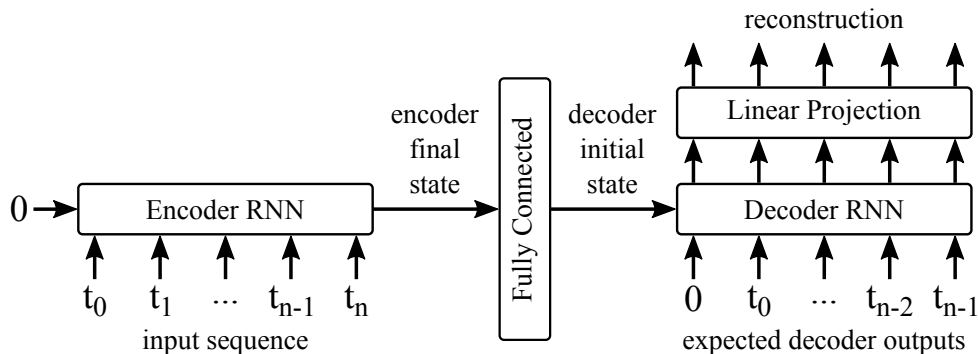 reconstruction
Linear Projection
encoder
final
state
decoder
initial
state
Fully Connected
0
Encoder RNN
Decoder RNN
t0 t1 ... tn-1 tn
input sequence
0 t0 ... tn-2 tn-1
expected decoder outputs